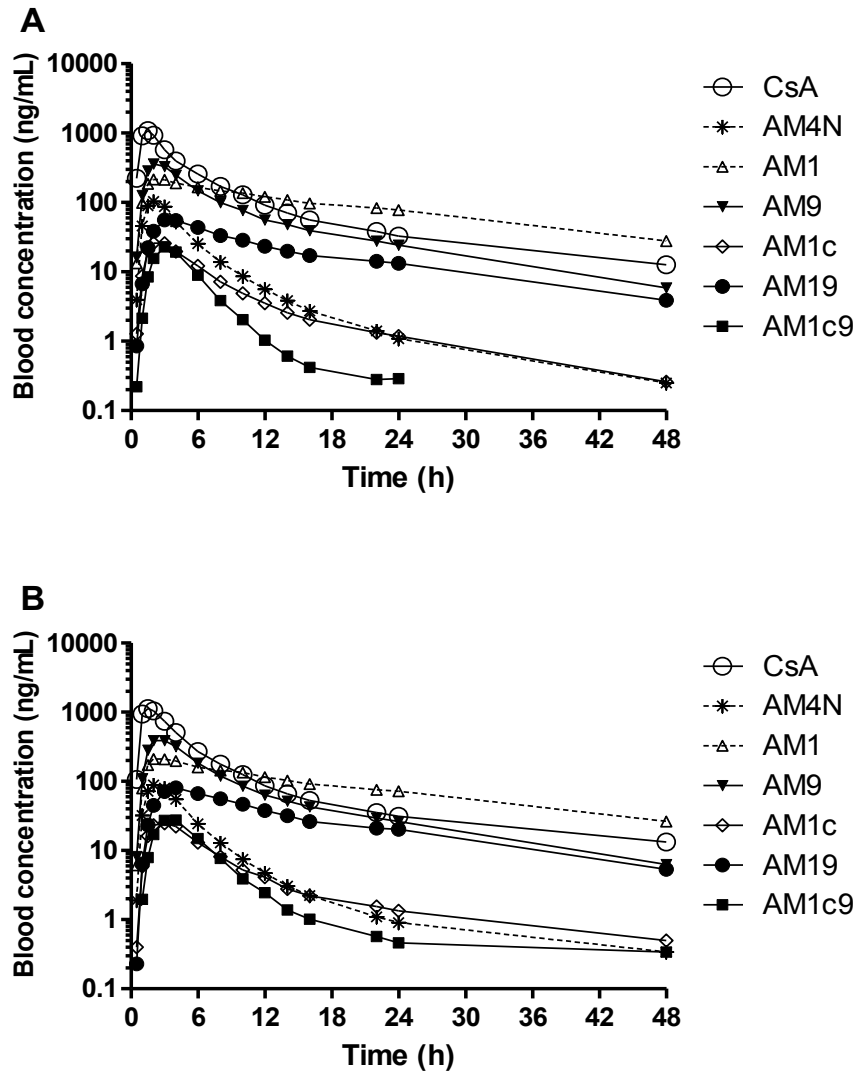 A
Blood concentration (ng/mL)
10000
1000
100
10
1
0.1
0 6 12 18 24 30 36 42 48
Time (h)
CsA
AM4N
AM1
AM9
AM1c
AM19
AM1c9
B
Blood concentration (ng/mL)
10000
1000
100
10
1
0.1
0 6 12 18 24 30 36 42 48
Time (h)
CsA
AM4N
AM1
AM9
AM1c
AM19
AM1c9